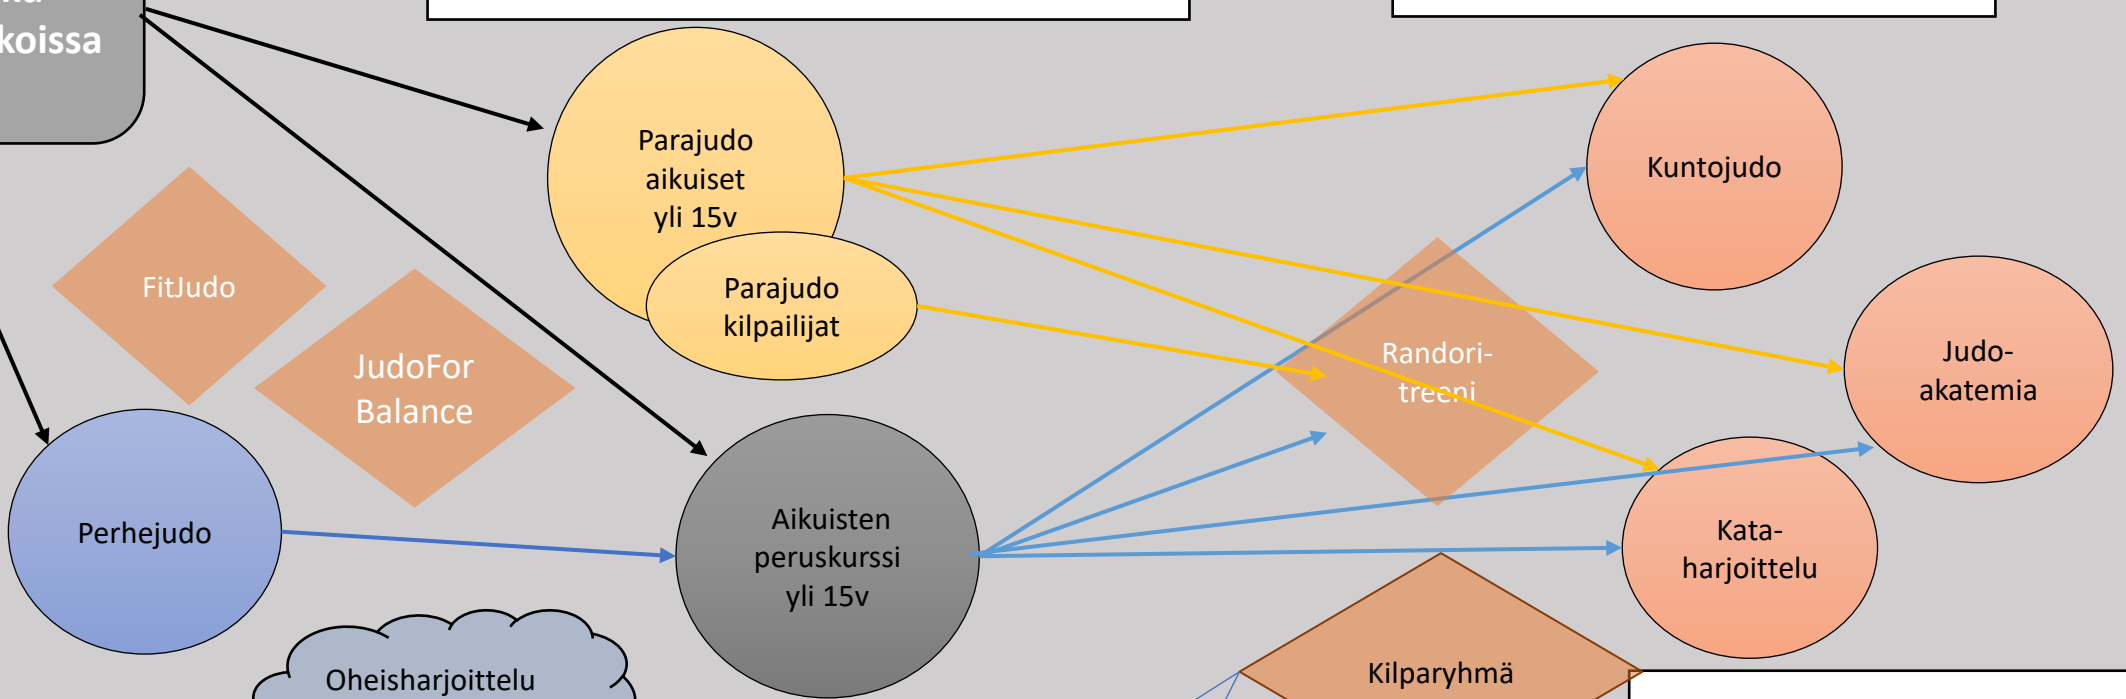 koissa
Parajudo
aikuiset
yli 15v
Parajudo
kilpailijat
Kuntojudo
FitJudo
JudoFor
Balance
Randori-
treeni
Judo-
akatemia
Perhejudo
Aikuisten
peruskurssi
yli 15v
Kata-
harjoittelu
Oheisharjoittelu
Kilparyhmä